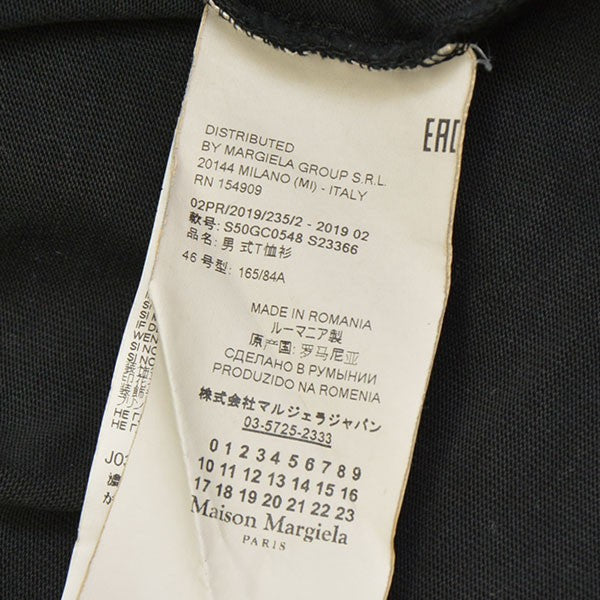 EAC
DISTRIBUTED
BY MARGIELA GROUP S.R.L.
20144 MILANO (MI) - ITALY
RN 154909
02PR/2019/235/2 - 2019 02
款号: S50GC0548 S23366
品名: 男 式T恤衫
46 号型: 165/84A
MADE IN ROMANIA
ルーマニア製
原产国: 罗马尼亚
СДЕЛАНО В РУМЫНИИ
PRODUZIDO NA ROMENIA
株式会社マルジェラジャパン
03-5725-2333
0 1 2 3 4 5 6 7 8 9
10 11 12 13 14 15 16
17 18 19 20 21 22 23
Maison Margiela
PARIS